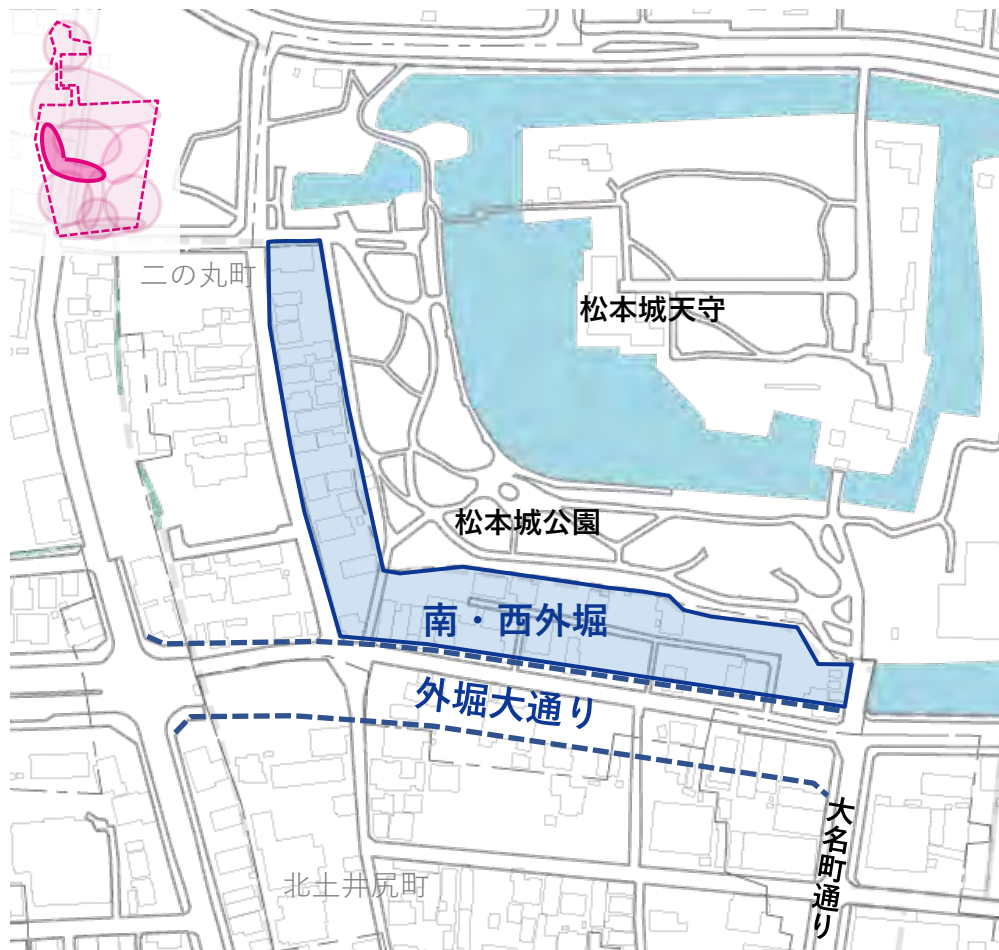 二の丸町
松本城天守
松本城公園
南・西外堀
外堀大通り
大名町通り
北土井尻町